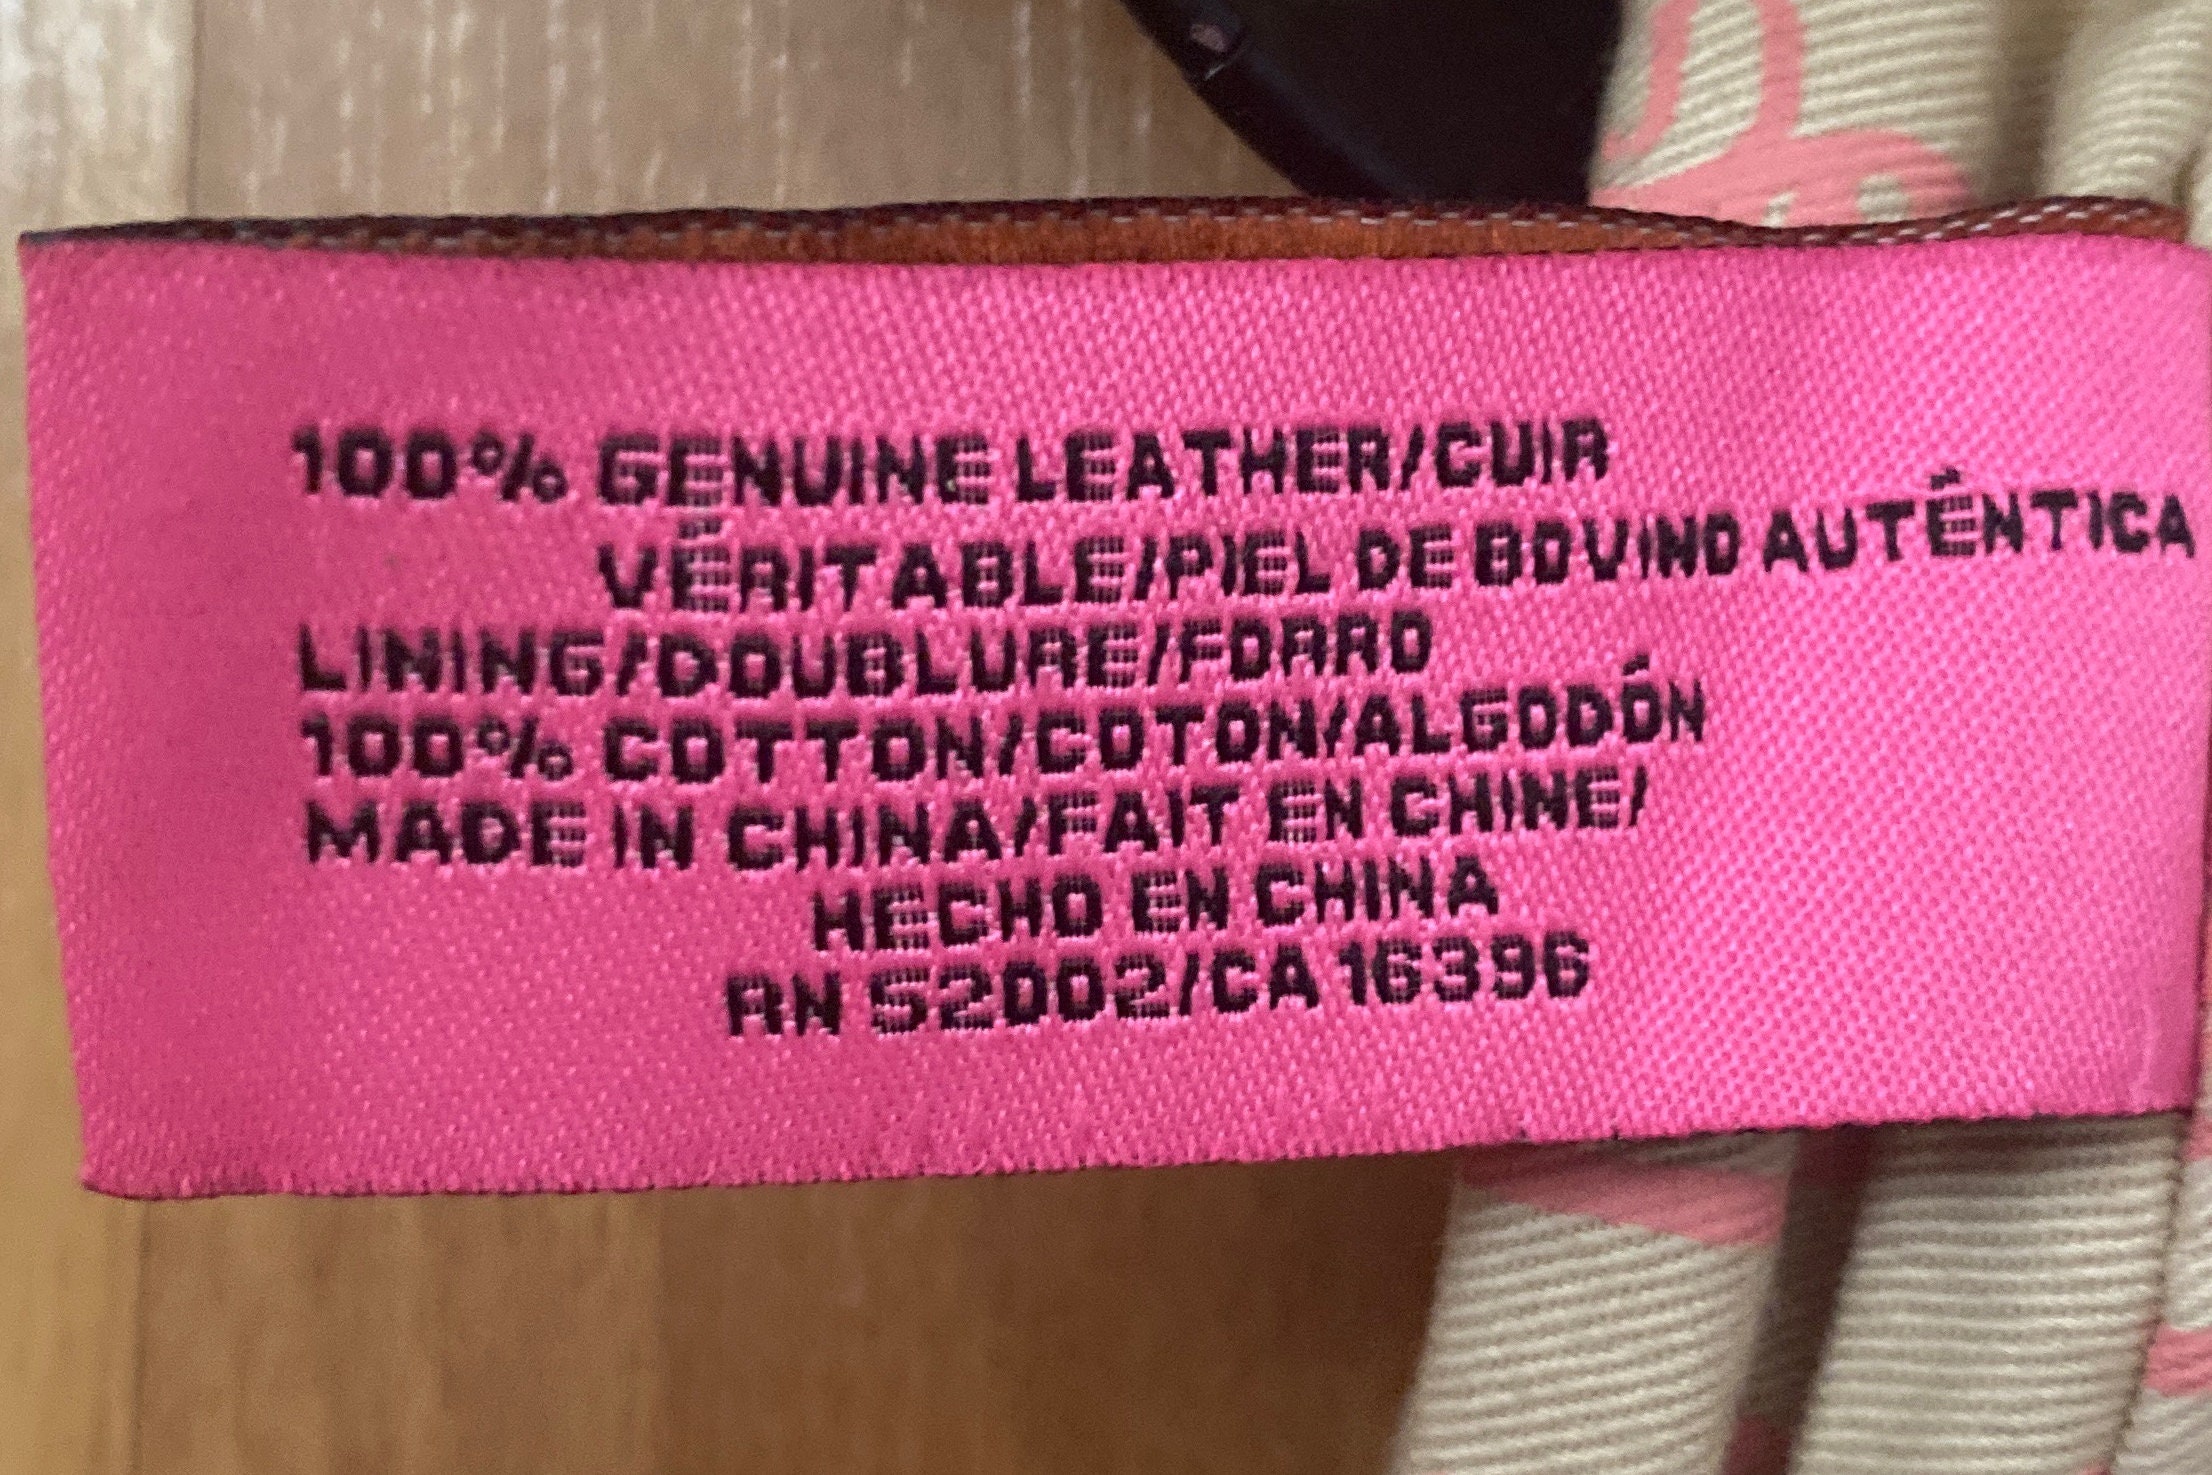 100% GENUINE LEATHER/CUIR
VÉRITABLE/PIEL DE BOVINO AUTÉNTICA
LINING/DOUBLURE/FORRO
100% COTTON/COTON/ALGODÓN
MADE IN CHINA/FAIT EN CHINE/
HECHO EN CHINA
RN 52002/CA 16396